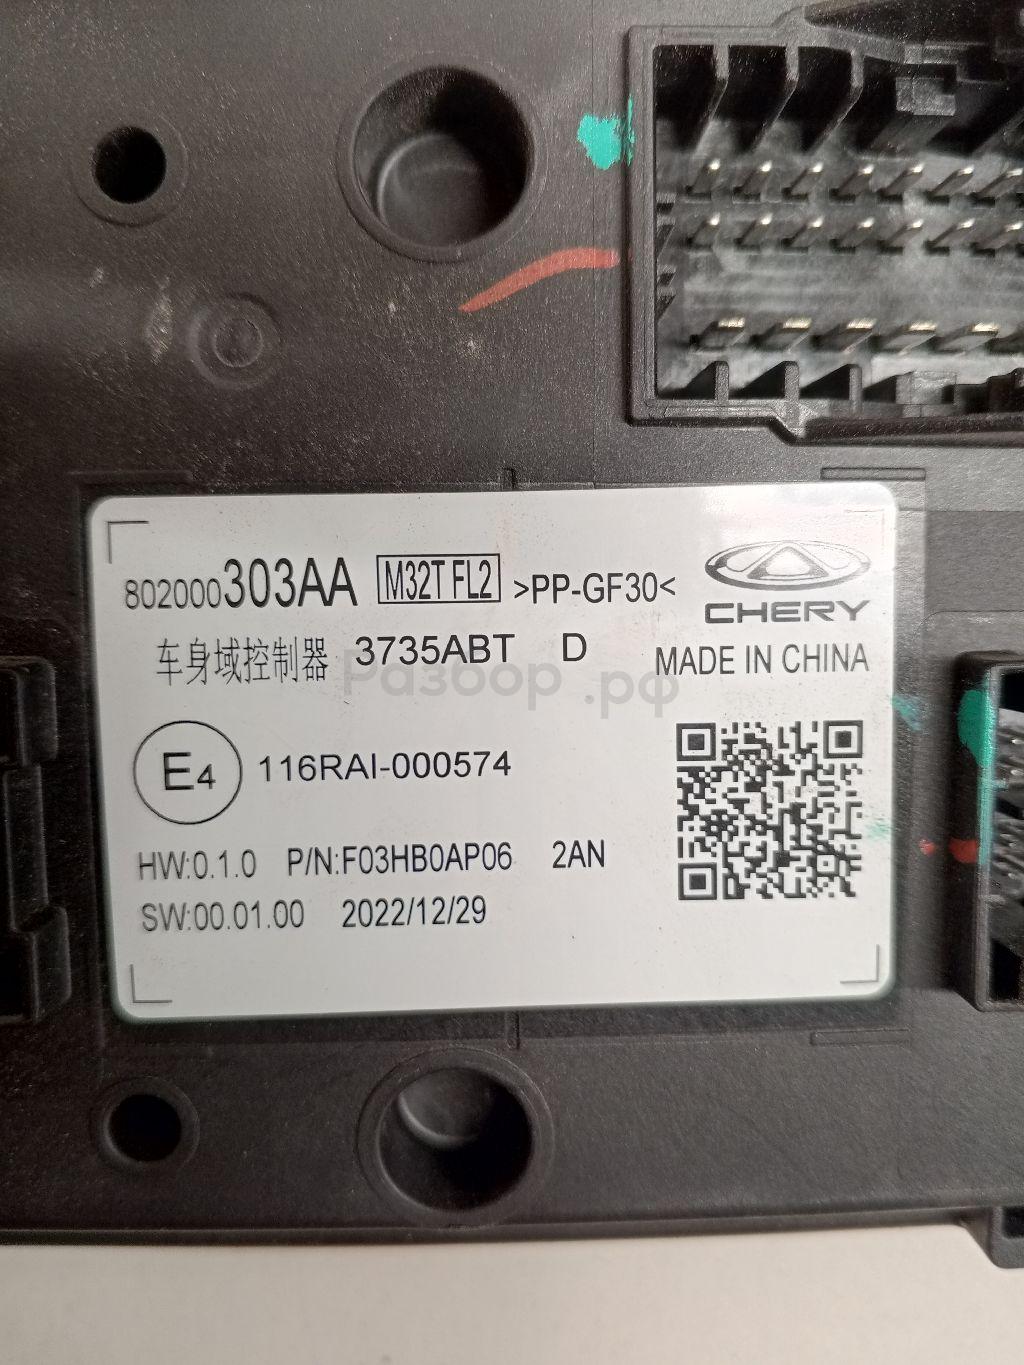 802000303AA M32T FL2 >PP-GF30<
CHERY
车身域控制器 3735ABT D MADE IN CHINA
Разбор.рф
E4 116RAI-000574
HW:0.1.0 P/N:F03HB0AP06 2AN
SW:00.01.00 2022/12/29